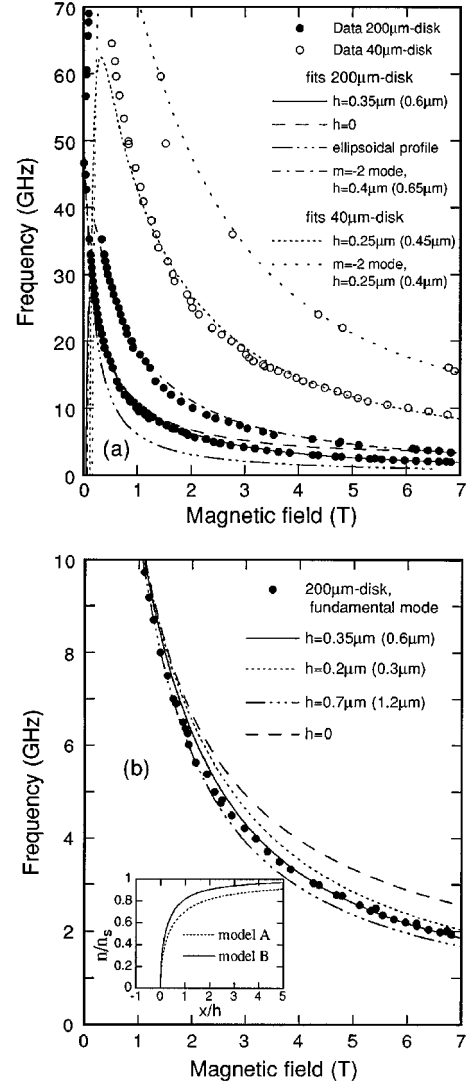 70
60
50
40
30
20
10
0
Frequency (GHz)
Data 200μm-disk
Data 40μm-disk
fits 200μm-disk
h=0.35μm (0.6μm)
h=0
ellipsoidal profile
m=-2 mode,
h=0.4μm (0.65μm)
fits 40μm-disk
h=0.25μm (0.45μm)
m=-2 mode,
h=0.25μm (0.4μm)
(a)
0 1 2 3 4 5 6 7
Magnetic field (T)
10
8
6
4
2
0
Frequency (GHz)
200μm-disk,
fundamental mode
h=0.35μm (0.6μm)
h=0.2μm (0.3μm)
h=0.7μm (1.2μm)
h=0
(b)
1
0.8
0.6
0.4
0.2
0
n/ns
model A
model B
-1 0 1 2 3 4 5
x/h
0 1 2 3 4 5 6 7
Magnetic field (T)